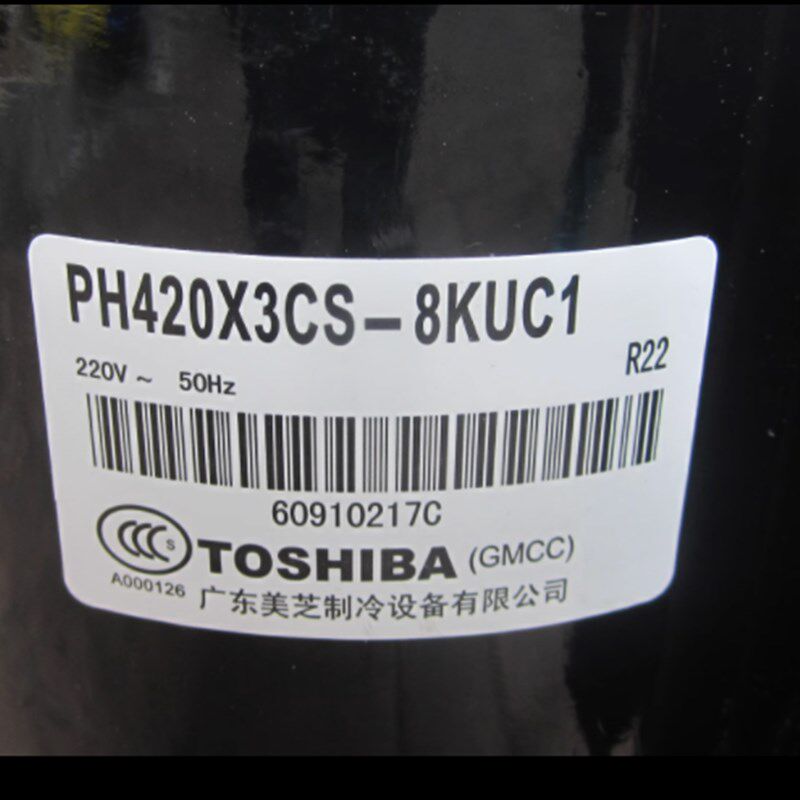 PH420X3CS-8KUC1
220V ~ 50Hz R22
60910217C
CCC S TOSHIBA (GMCC)
A000126
广东美芝制冷设备有限公司